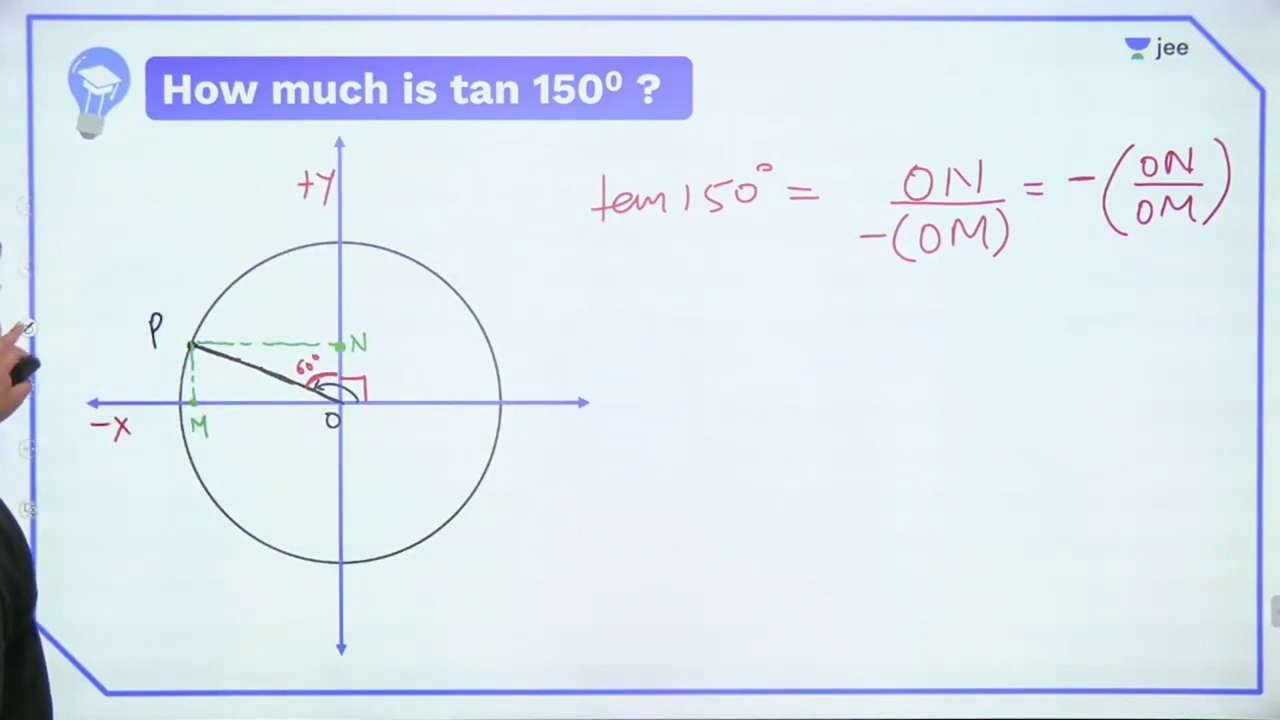 jee
How much is tan 150⁰ ?
+Y
tan 150° = ON / -(OM) = -(ON / OM)
P
N
60°
-X
M
O